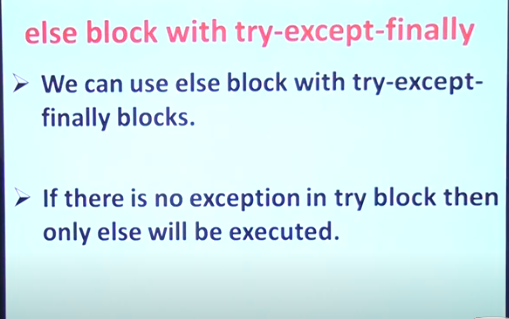 else block with try-except-finally
➤ We can use else block with try-except-
finally blocks.
➤ If there is no exception in try block then
only else will be executed.